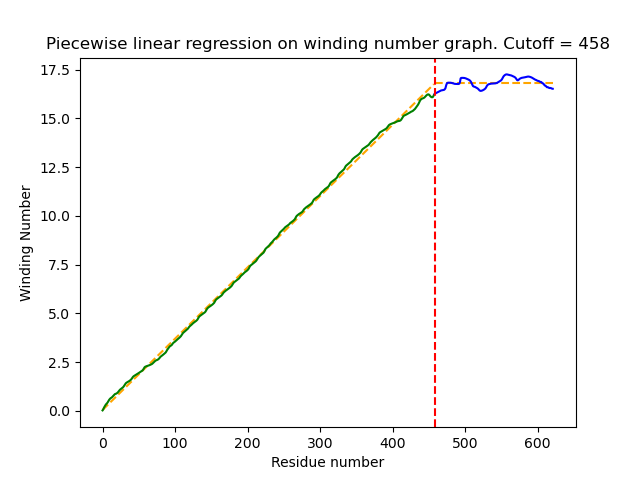 Piecewise linear regression on winding number graph. Cutoff = 458
17.5
15.0
12.5
10.0
7.5
5.0
2.5
0.0
Winding Number
0 100 200 300 400 500 600
Residue number